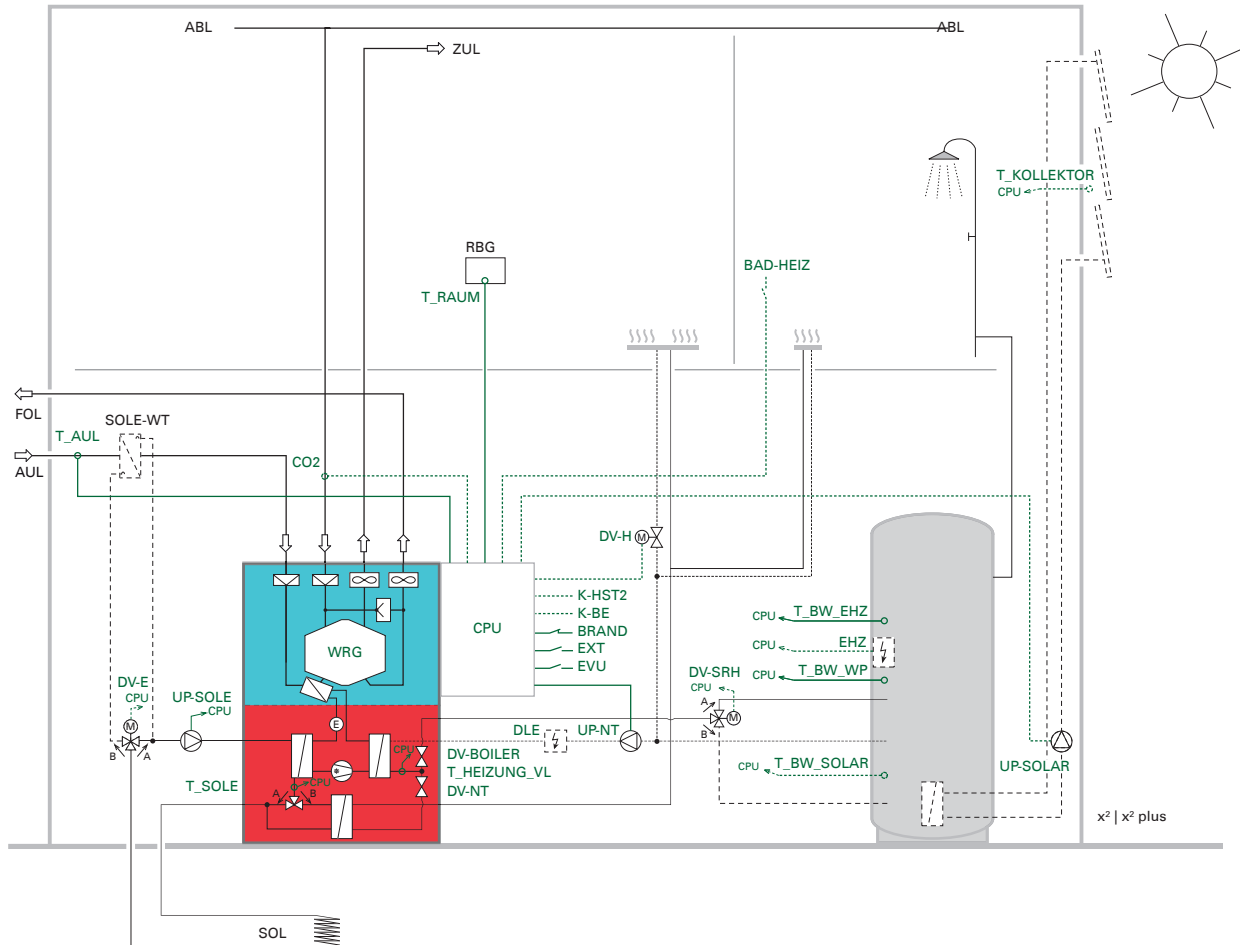 ABL
ABL
ZUL
T_KOLLEKTOR
CPU
RBG
BAD-HEIZ
T_RAUM
FOL
SOLE-WT
T_AUL
CO2
AUL
DV-H
M
K-HST2
K-BE
CPU
BRAND
EXT
EVU
WRG
T_BW_EHZ
CPU
EHZ
CPU
T_BW_WP
CPU
DV-E
CPU
UP-SOLE
CPU
DV-SRH
CPU
M
E
A
M
B
A
B
DLE
UP-NT
CPU
DV-BOILER
T_HEIZUNG_VL
DV-NT
T_BW_SOLAR
CPU
UP-SOLAR
T_SOLE
CPU
A
B
x² | x² plus
SOL